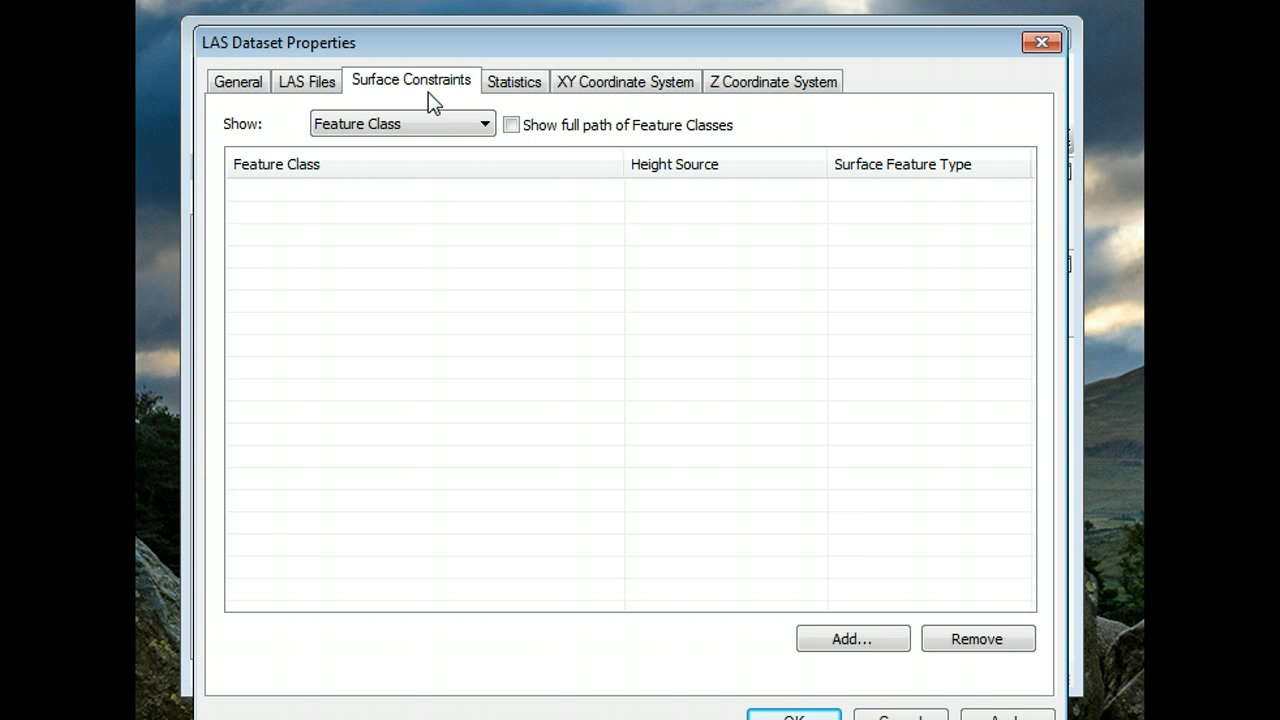 LAS Dataset Properties
General LAS Files Surface Constraints Statistics XY Coordinate System Z Coordinate System
Show: Feature Class Show full path of Feature Classes
Feature Class Height Source Surface Feature Type
Add... Remove